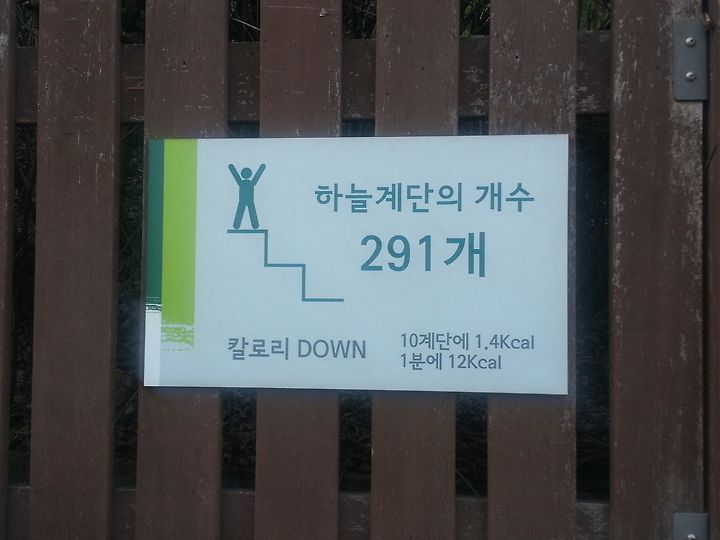 하늘계단의 개수
291개
칼로리 DOWN
10계단에 1.4Kcal
1분에 12Kcal